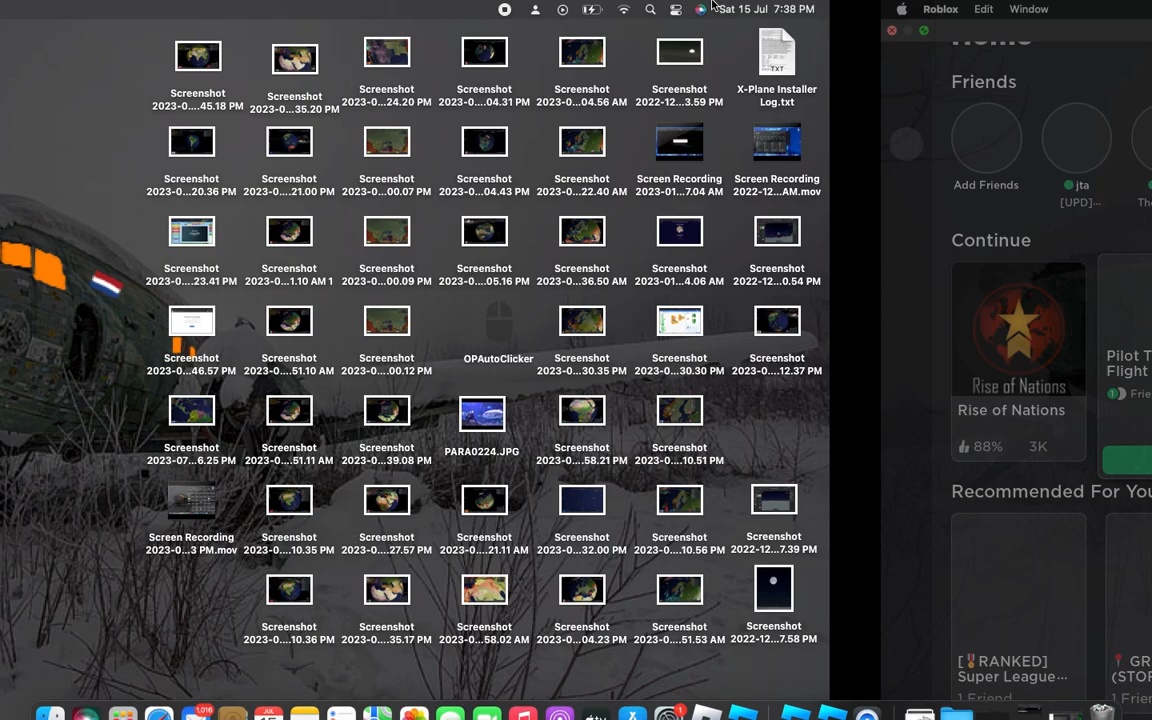 Sat 15 Jul 7:38 PM
Roblox Edit Window
Screenshot
2023-0....45.18 PM
Screenshot
2023-0...35.20 PM
Screenshot
2023-0...24.20 PM
Screenshot
2023-0....04.31 PM
Screenshot
2023-0...04.56 AM
Screenshot
2022-12...3.59 PM
TXT
X-Plane Installer
Log.txt
Screenshot
2023-0...20.36 PM
Screenshot
2023-0....21.00 PM
Screenshot
2023-0...00.07 PM
Screenshot
2023-0...04.43 PM
Screenshot
2023-0...22.40 AM
Screen Recording
2023-01...7.04 AM
Screen Recording
2022-12...AM.mov
Screenshot
2023-0....23.41 PM
Screenshot
2023-0...1.10 AM 1
Screenshot
2023-0...00.09 PM
Screenshot
2023-0....05.16 PM
Screenshot
2023-0...36.50 AM
Screenshot
2023-01...4.06 AM
Screenshot
2022-12...0.54 PM
Screenshot
2023-0...46.57 PM
Screenshot
2023-0....51.10 AM
Screenshot
2023-0...00.12 PM
OPAutoClicker
Screenshot
2023-0...30.35 PM
Screenshot
2023-0...30.30 PM
Screenshot
2022-12....12.37 PM
Screenshot
2023-07...6.25 PM
Screenshot
2023-0....51.11 AM
Screenshot
2023-0...39.08 PM
PARA0224.JPG
Screenshot
2023-0....58.21 PM
Screenshot
2023-0....10.51 PM
Screen Recording
2023-0...3 PM.mov
Screenshot
2023-0....10.35 PM
Screenshot
2023-0...27.57 PM
Screenshot
2023-0....21.11 AM
Screenshot
2023-0...32.00 PM
Screenshot
2023-0....10.56 PM
Screenshot
2022-12...7.39 PM
Screenshot
2023-0....10.36 PM
Screenshot
2023-0...35.17 PM
Screenshot
2023-0...58.02 AM
Screenshot
2023-0...04.23 PM
Screenshot
2023-0....51.53 AM
Screenshot
2022-12...7.58 PM
Friends
Add Friends
jta
[UPD]...
Continue
Rise of Nations
Rise of Nations
88% 3K
Pilot T
Flight
1 Frie
Recommended For You
[🎖RANKED]
Super League...
1 Friend
GR
(STOP
JUL
1,016
1